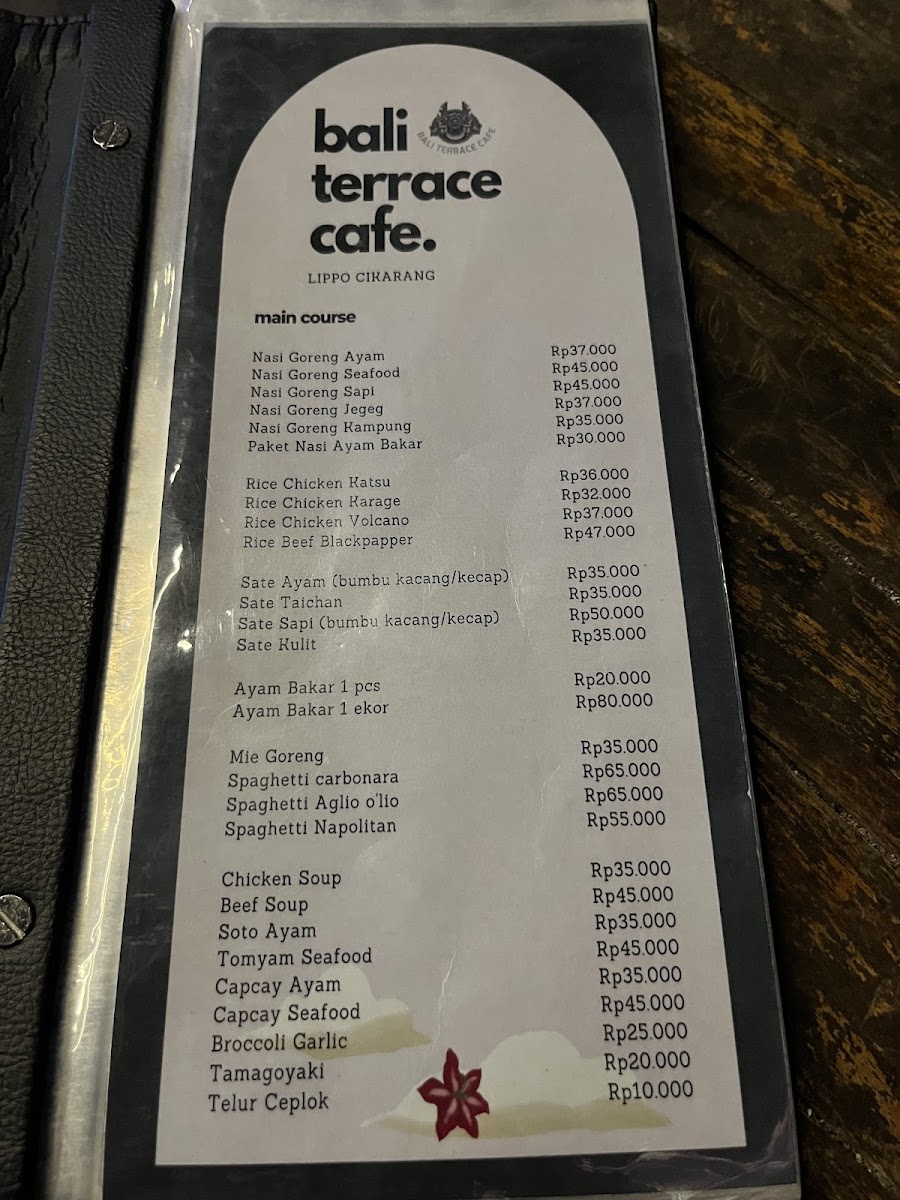 bali
terrace
cafe.
BALI TERRACE CAFE
LIPPO CIKARANG
main course
Nasi Goreng Ayam Rp37.000
Nasi Goreng Seafood Rp45.000
Nasi Goreng Sapi Rp45.000
Nasi Goreng Jegeg Rp37.000
Nasi Goreng Kampung Rp35.000
Paket Nasi Ayam Bakar Rp30.000
Rice Chicken Katsu Rp36.000
Rice Chicken Karage Rp32.000
Rice Chicken Volcano Rp37.000
Rice Beef Blackpapper Rp47.000
Sate Ayam (bumbu kacang/kecap) Rp35.000
Sate Taichan Rp35.000
Sate Sapi (bumbu kacang/kecap) Rp50.000
Sate Kulit Rp35.000
Ayam Bakar 1 pcs Rp20.000
Ayam Bakar 1 ekor Rp80.000
Mie Goreng Rp35.000
Spaghetti carbonara Rp65.000
Spaghetti Aglio o'lio Rp65.000
Spaghetti Napolitan Rp55.000
Chicken Soup Rp35.000
Beef Soup Rp45.000
Soto Ayam Rp35.000
Tomyam Seafood Rp45.000
Capcay Ayam Rp35.000
Capcay Seafood Rp45.000
Broccoli Garlic Rp25.000
Tamagoyaki Rp20.000
Telur Ceplok Rp10.000